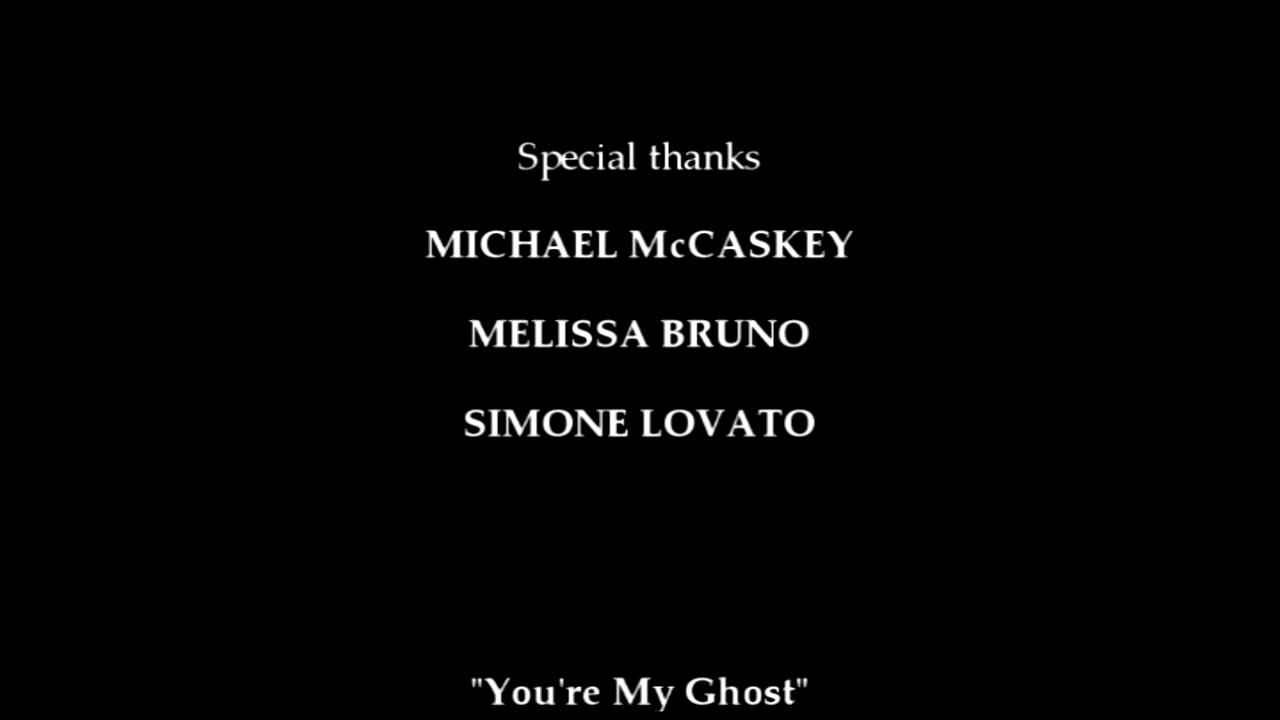 Special thanks
MICHAEL McCASKEY
MELISSA BRUNO
SIMONE LOVATO
"You're My Ghost"